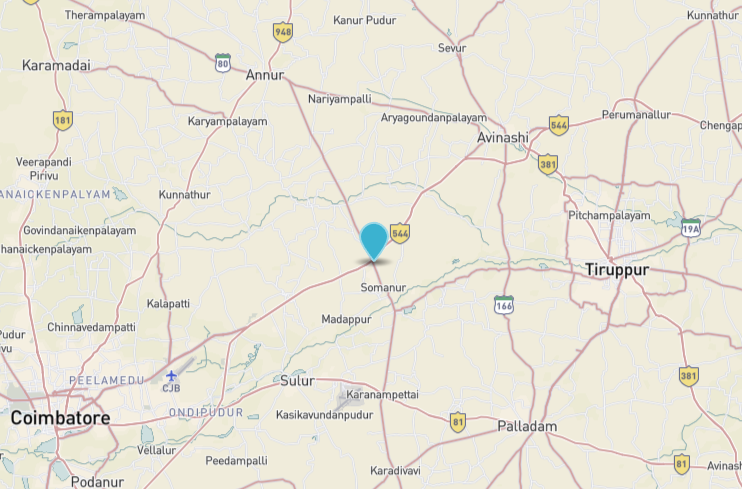 Therampalayam
Kanur Pudur
Kunnathur
948
Sevur
Karamadai
80
Annur
Nariyampalli
181
Karyampalayam
Aryagoundanpalayam
544
Perumanallur
Chengap
Avinashi
Veerapandi
Pirivu
381
ANAICKENPALYAM
Kunnathur
Pitchampalayam
Govindanaikenpalayam
544
19A
hanaickenpalayam
Tiruppur
Somanur
Kalapatti
166
Chinnavedampatti
Madappur
Pudur
vu
PEELAMEDU
CJB
Sulur
381
Karanampettai
Coimbatore
ONDIPUDUR
Kasikavundanpudur
81
Palladam
Vellalur
Peedampalli
81
Avinash
Karadivavi
Podanur